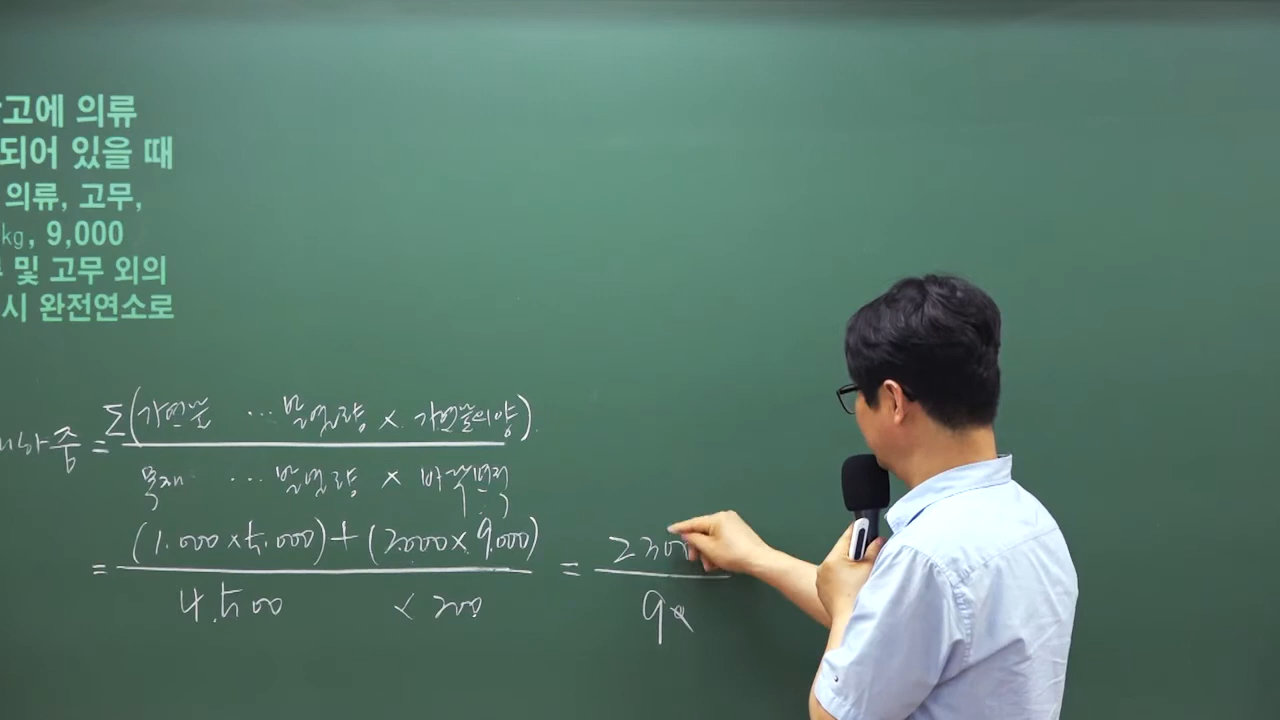 고에 의류
되어 있을 때
의류, 고무,
kg, 9,000
및 고무 외의
시 완전연소로
하중 = Σ(가연물 ... 발열량 × 가연물의양)
목재 ... 발열량 × 바닥면적
= (1.000 × 5.000) + (2.000 × 9.000)
4.500 × 200
= 2300
90